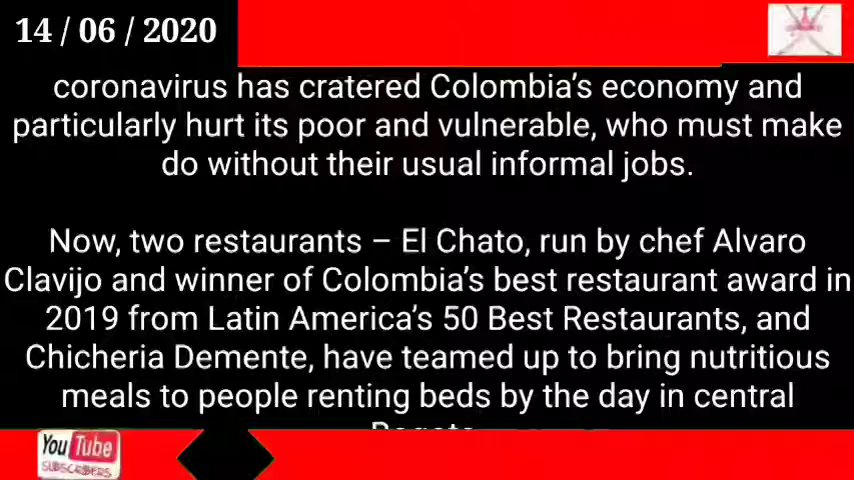 14 / 06 / 2020
coronavirus has cratered Colombia's economy and
particularly hurt its poor and vulnerable, who must make
do without their usual informal jobs.
Now, two restaurants – El Chato, run by chef Alvaro
Clavijo and winner of Colombia's best restaurant award in
2019 from Latin America's 50 Best Restaurants, and
Chicheria Demente, have teamed up to bring nutritious
meals to people renting beds by the day in central
You Tube
SUBSCRIBERS